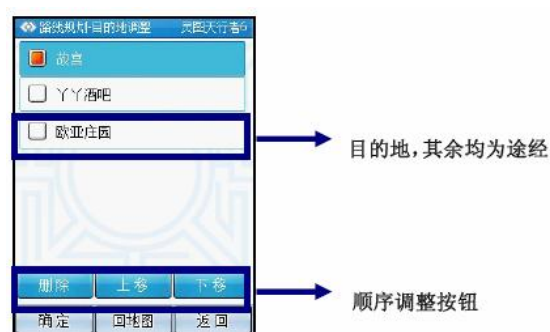 路线规划-目的地调整 灵图天行者6
故宫
丫丫酒吧
欧亚庄园
目的地,其余均为途经
删除 上移 下移
顺序调整按钮
确定 回地图 返回